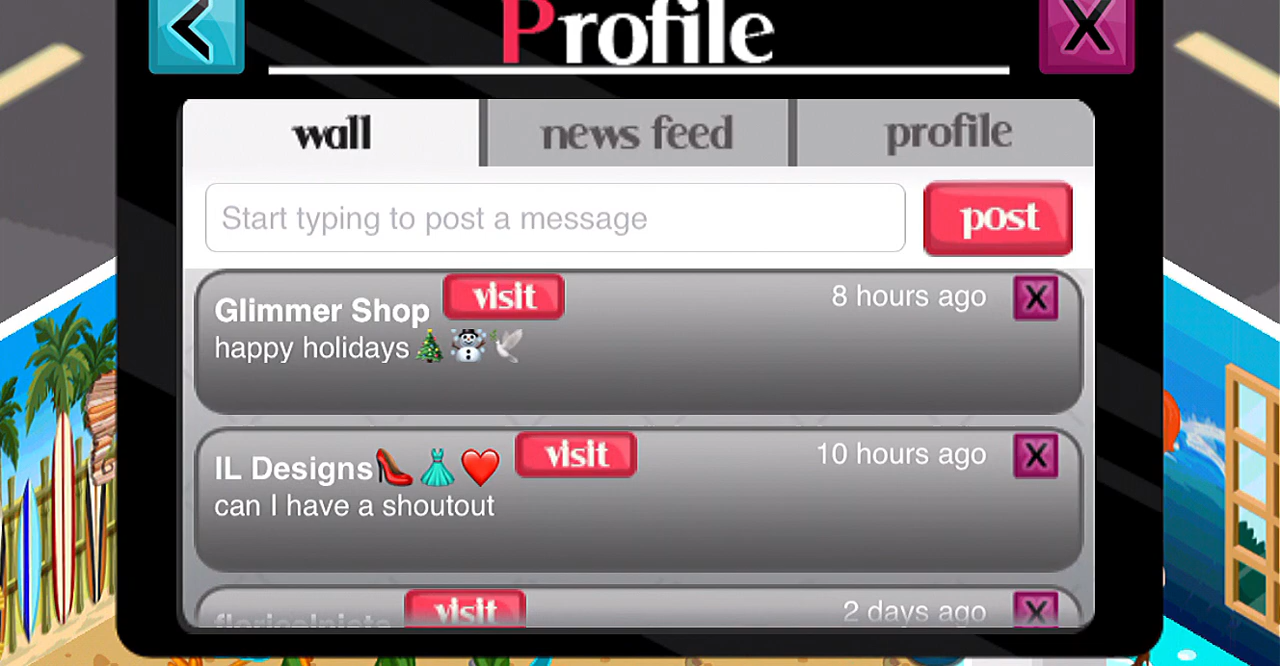 Profile
wall
news feed
profile
Start typing to post a message
post
Glimmer Shop visit 8 hours ago X
happy holidays🎄☃️🕊️
IL Designs👠👗❤️ visit 10 hours ago X
can I have a shoutout
visit 2 days ago X